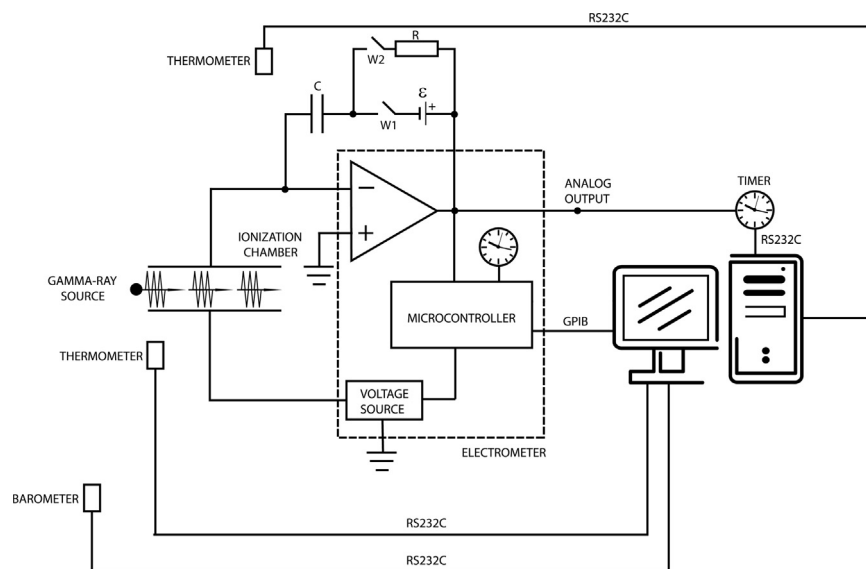 RS232C
THERMOMETER
W2
R
C
W1
ε
+
ANALOG
OUTPUT
TIMER
−
+
IONIZATION
CHAMBER
RS232C
GAMMA-RAY
SOURCE
MICROCONTROLLER
GPIB
THERMOMETER
VOLTAGE
SOURCE
ELECTROMETER
BAROMETER
RS232C
RS232C